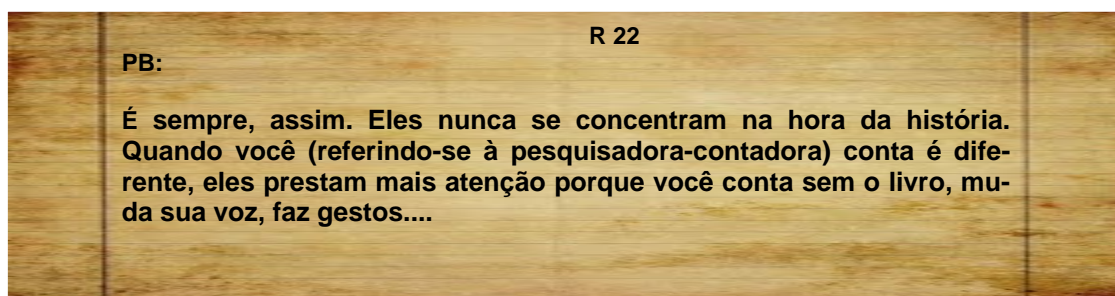 R 22
PB:
É sempre, assim. Eles nunca se concentram na hora da história.
Quando você (referindo-se à pesquisadora-contadora) conta é dife-
rente, eles prestam mais atenção porque você conta sem o livro, mu-
da sua voz, faz gestos....